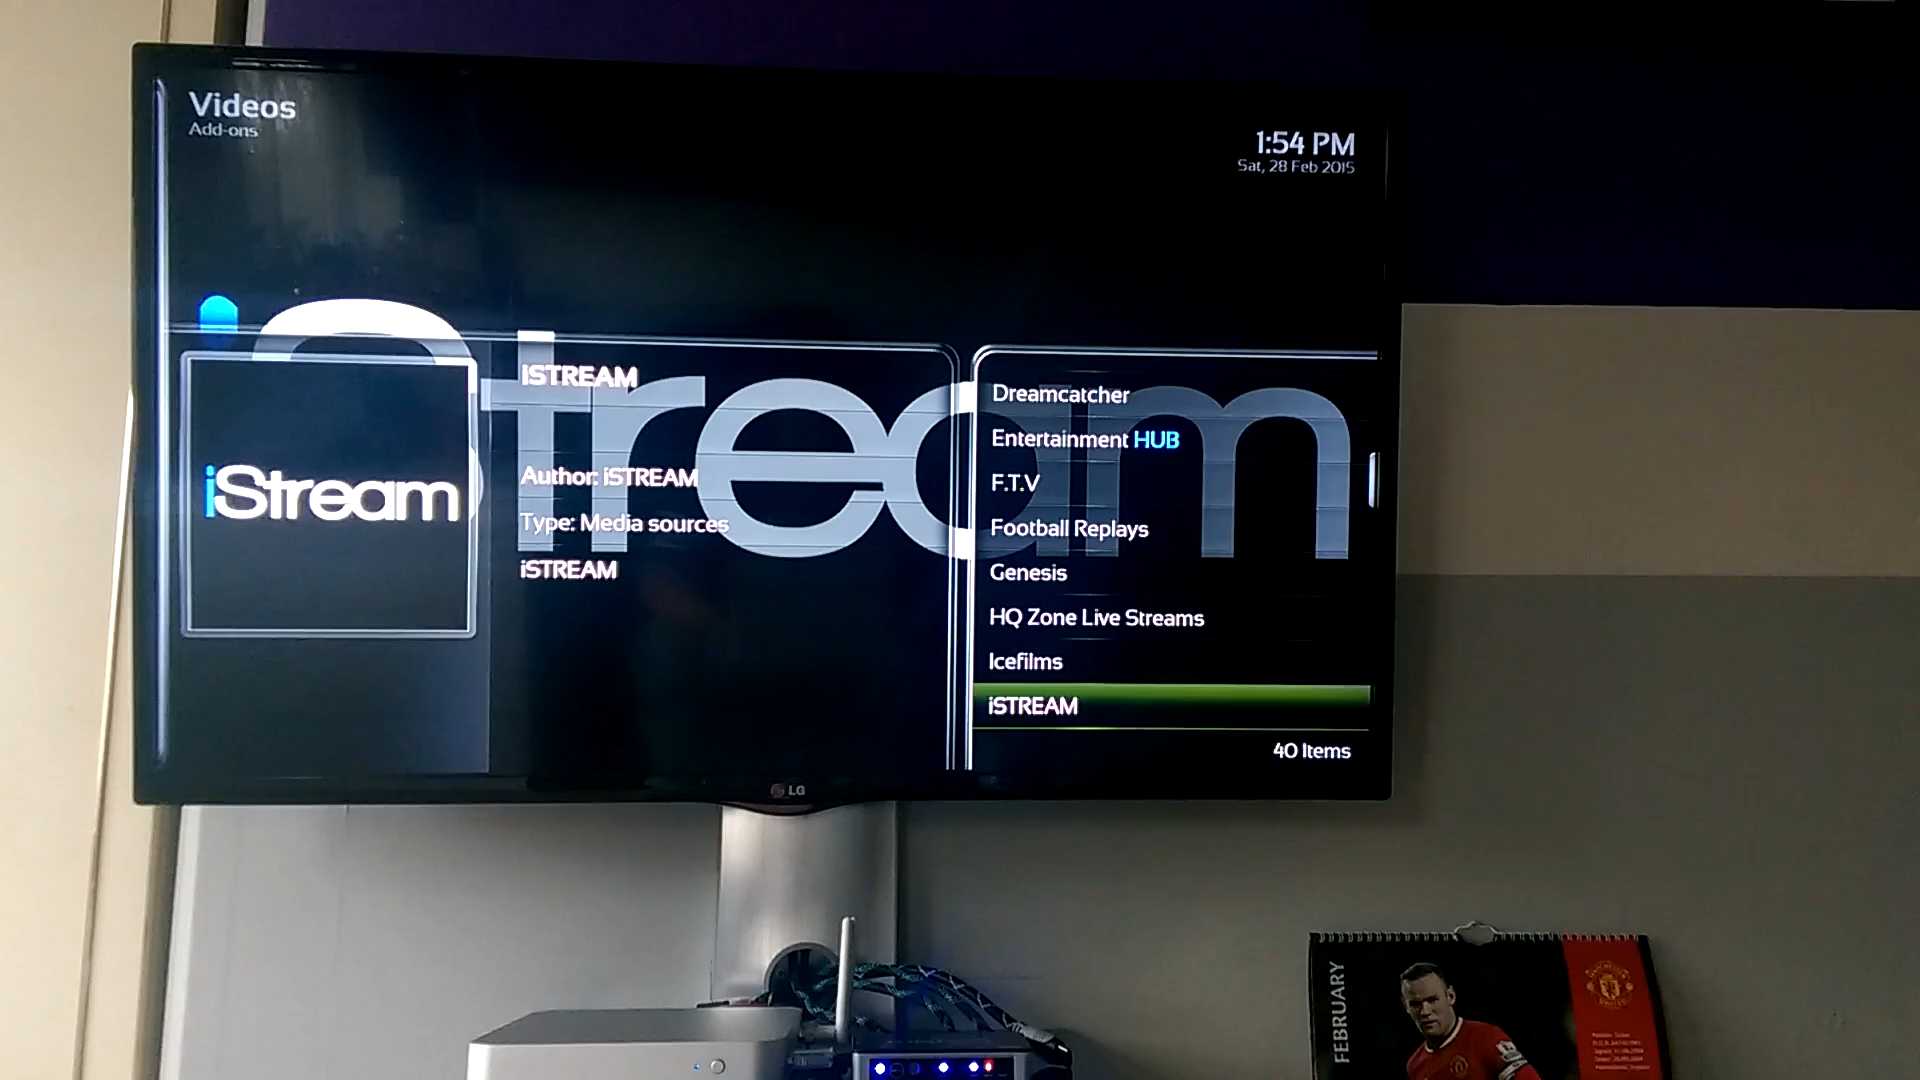 Videos
Add-ons
1:54 PM
Sat, 28 Feb 2015
iStream
iStream
iSTREAM
Author: iSTREAM
Type: Media sources
iSTREAM
Dreamcatcher
Entertainment HUB
F.T.V
Football Replays
Genesis
HQ Zone Live Streams
Icefilms
iSTREAM
40 Items
LG
FEBRUARY